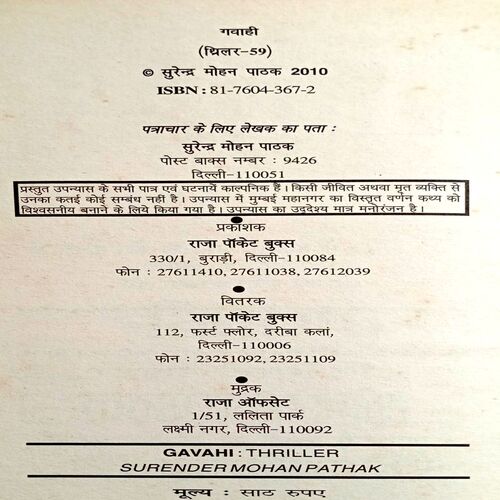 गवाही
(थ्रिलर-59)
© सुरेन्द्र मोहन पाठक 2010
ISBN : 81-7604-367-2
पत्राचार के लिए लेखक का पता :
सुरेन्द्र मोहन पाठक
पोस्ट बाक्स नम्बर : 9426
दिल्ली-110051
प्रस्तुत उपन्यास के सभी पात्र एवं घटनायें काल्पनिक हैं। किसी जीवित अथवा मृत व्यक्ति से
उनका कतई कोई सम्बंध नहीं है। उपन्यास में मुम्बई महानगर का विस्तृत वर्णन कथ्य को
विश्वसनीय बनाने के लिये किया गया है। उपन्यास का उद्देश्य मात्र मनोरंजन है।
प्रकाशक
राजा पॉकेट बुक्स
330/1, बुराड़ी, दिल्ली-110084
फोन : 27611410, 27611038, 27612039
वितरक
राजा पॉकेट बुक्स
112, फर्स्ट फ्लोर, दरीबा कलां,
दिल्ली-110006
फोन : 23251092, 23251109
मुद्रक
राजा ऑफसेट
1/51, ललिता पार्क
लक्ष्मी नगर, दिल्ली-110092
GAVAHI : THRILLER
SURENDER MOHAN PATHAK
मूल्य : साठ रुपए